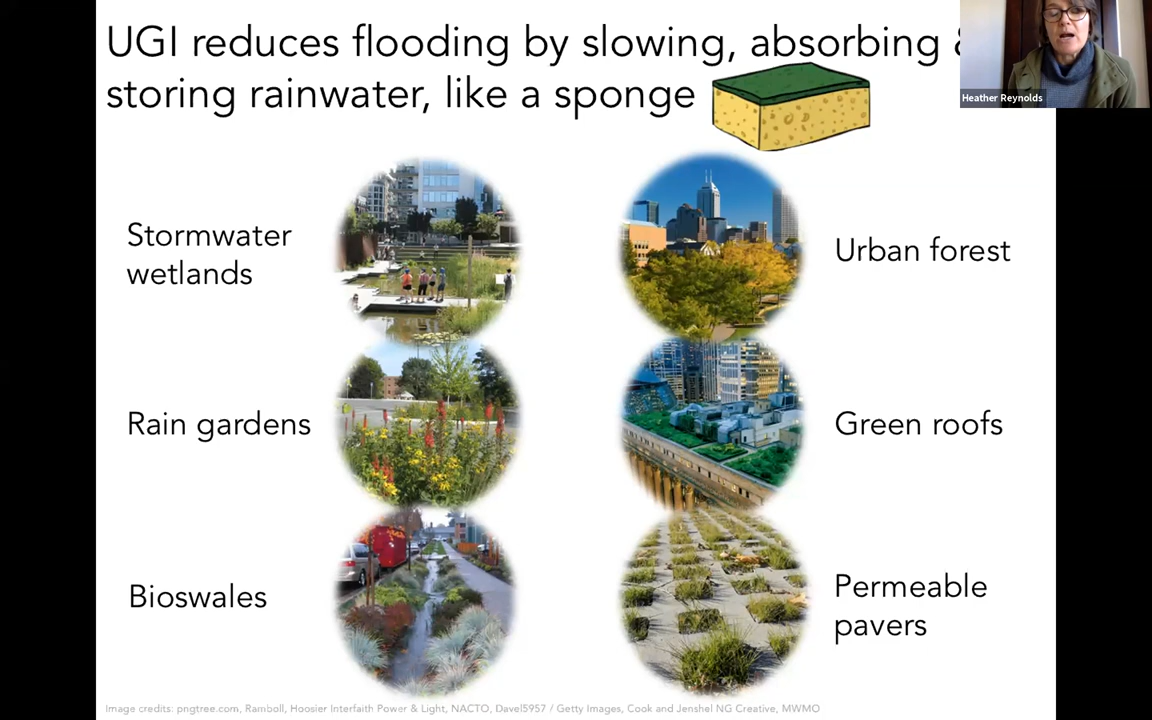 UGI reduces flooding by slowing, absorbing &
storing rainwater, like a sponge
Heather Reynolds
Stormwater
wetlands
Urban forest
Rain gardens
Green roofs
Bioswales
Permeable
pavers
Image credits: pngtree.com, Ramboll, Hoosier Interfaith Power & Light, NACTO, Davel5957 / Getty Images, Cook and Jenshel NG Creative, MWMO